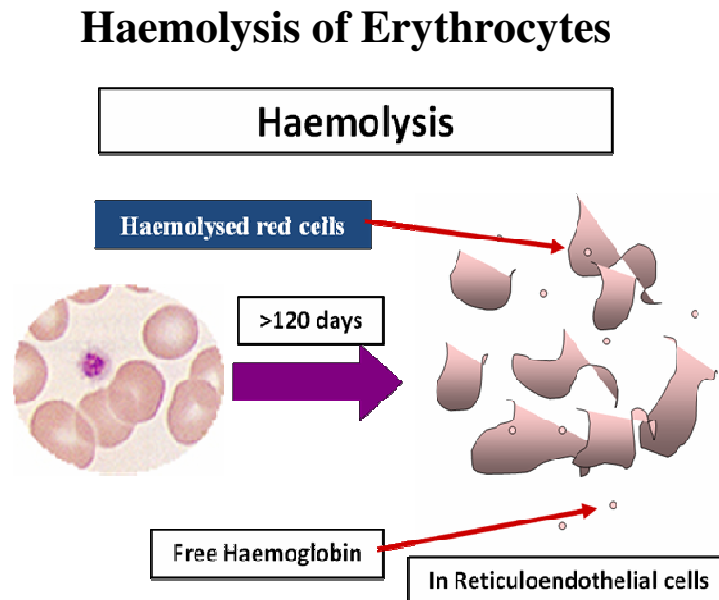 Haemolysis of Erythrocytes
Haemolysis
Haemolysed red cells
>120 days
Free Haemoglobin
In Reticuloendothelial cells